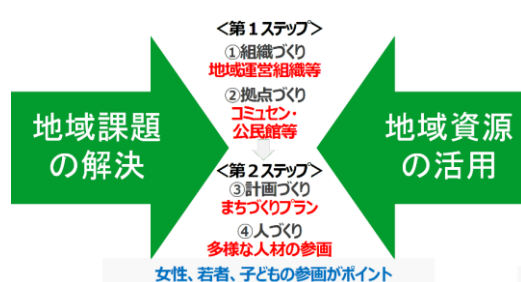 地域課題
の解決
<第1ステップ>
①組織づくり
地域運営組織等
②拠点づくり
コミュセン・
公民館等
<第2ステップ>
③計画づくり
まちづくりプラン
④人づくり
多様な人材の参画
女性、若者、子どもの参画がポイント
地域資源
の活用